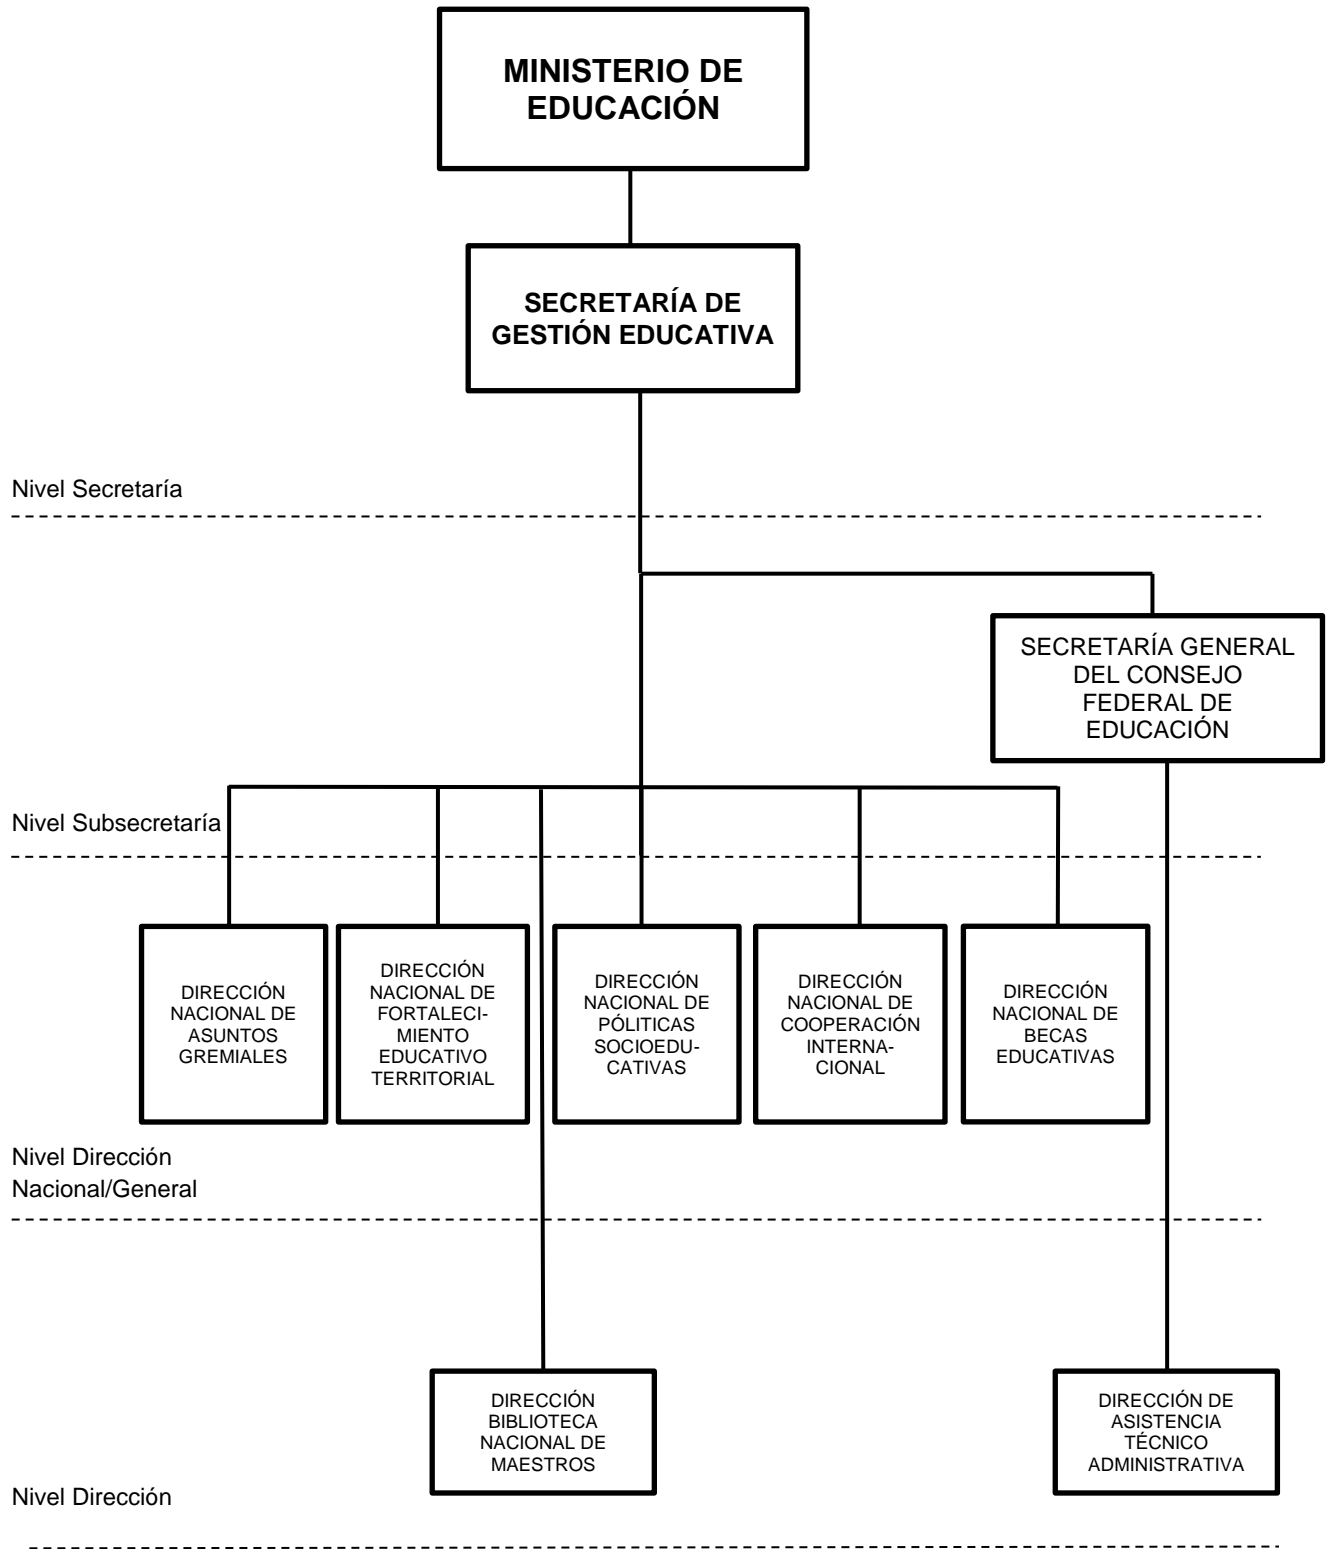 MINISTERIO DE
EDUCACIÓN
SECRETARÍA DE
GESTIÓN EDUCATIVA
Nivel Secretaría
SECRETARÍA GENERAL
DEL CONSEJO
FEDERAL DE
EDUCACIÓN
Nivel Subsecretaría
DIRECCIÓN
NACIONAL DE
ASUNTOS
GREMIALES
DIRECCIÓN
NACIONAL DE
FORTALECI-
MIENTO
EDUCATIVO
TERRITORIAL
DIRECCIÓN
NACIONAL DE
PÓLITICAS
SOCIOEDU-
CATIVAS
DIRECCIÓN
NACIONAL DE
COOPERACIÓN
INTERNA-
CIONAL
DIRECCIÓN
NACIONAL DE
BECAS
EDUCATIVAS
Nivel Dirección
Nacional/General
DIRECCIÓN
BIBLIOTECA
NACIONAL DE
MAESTROS
DIRECCIÓN DE
ASISTENCIA
TÉCNICO
ADMINISTRATIVA
Nivel Dirección